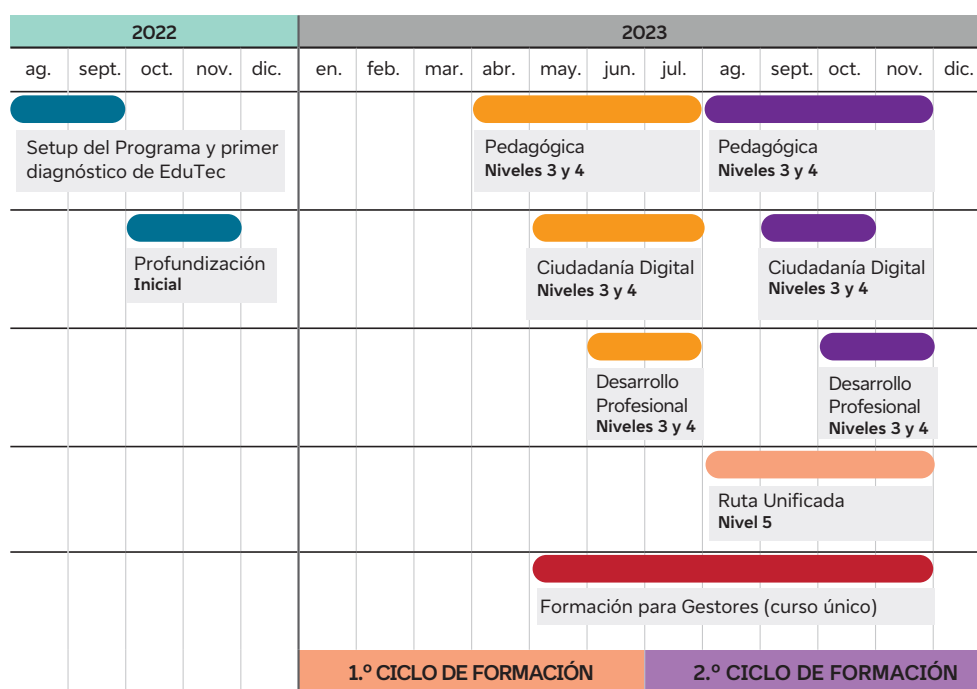 2022 2023
ag. sept. oct. nov. dic. en. feb. mar. abr. may. jun. jul. ag. sept. oct. nov. dic.
Setup del Programa y primer
diagnóstico de EduTec
Pedagógica
Niveles 3 y 4
Pedagógica
Niveles 3 y 4
Profundización
Inicial
Ciudadanía Digital
Niveles 3 y 4
Ciudadanía Digital
Niveles 3 y 4
Desarrollo
Profesional
Niveles 3 y 4
Desarrollo
Profesional
Niveles 3 y 4
Ruta Unificada
Nivel 5
Formación para Gestores (curso único)
1.º CICLO DE FORMACIÓN 2.º CICLO DE FORMACIÓN